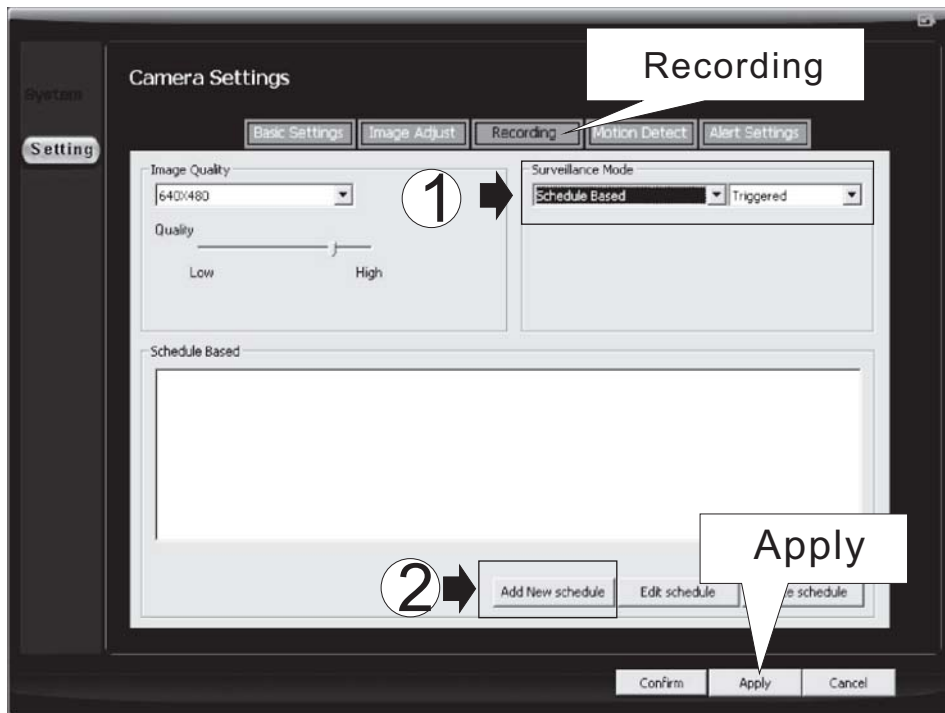 Recording
Camera Settings
System
Setting
Basic Settings Image Adjust Recording Motion Detect Alert Settings
Image Quality
640X480
Quality
Low High
Surveillance Mode
Schedule Based Triggered
1
Schedule Based
Apply
2
Add New schedule Edit schedule schedule
Confirm Apply Cancel